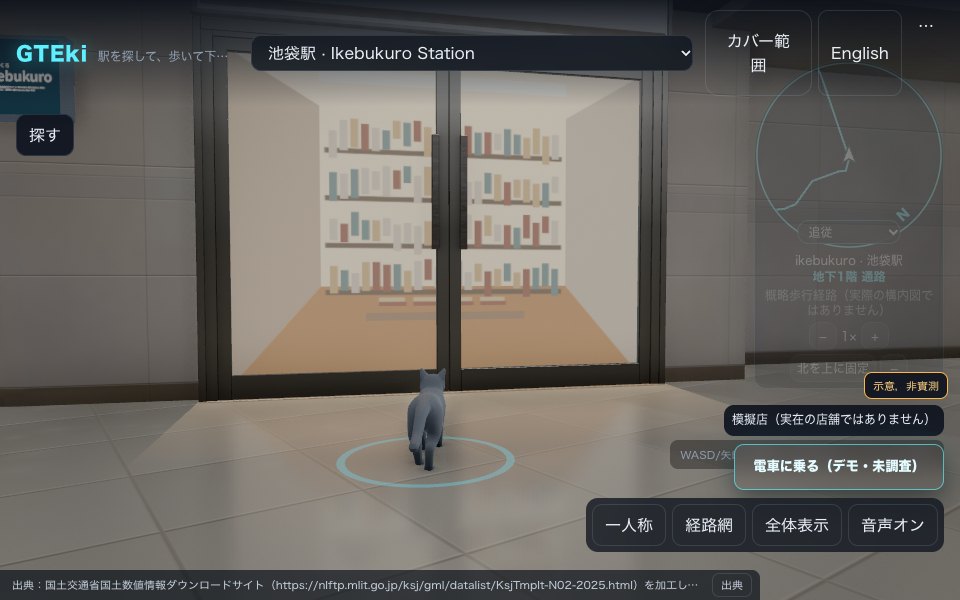 GTEki
駅を探して、歩いて下…
池袋駅 · Ikebukuro Station
カバー範
囲
English
…
ebukuro
探す
N
追従
ikebukuro · 池袋駅
地下1階 通路
概略歩行経路（実際の構内図で
はありません）
− 1× +
北を上に固定 −
示意，非實測
模擬店（実在の店舗ではありません）
WASD/矢
電車に乗る（デモ・未調査）
一人称 経路網 全体表示 音声オン
出典：国土交通省国土数値情報ダウンロードサイト（https://nlftp.mlit.go.jp/ksj/gml/datalist/KsjTmplt-N02-2025.html）を加工し… 出典